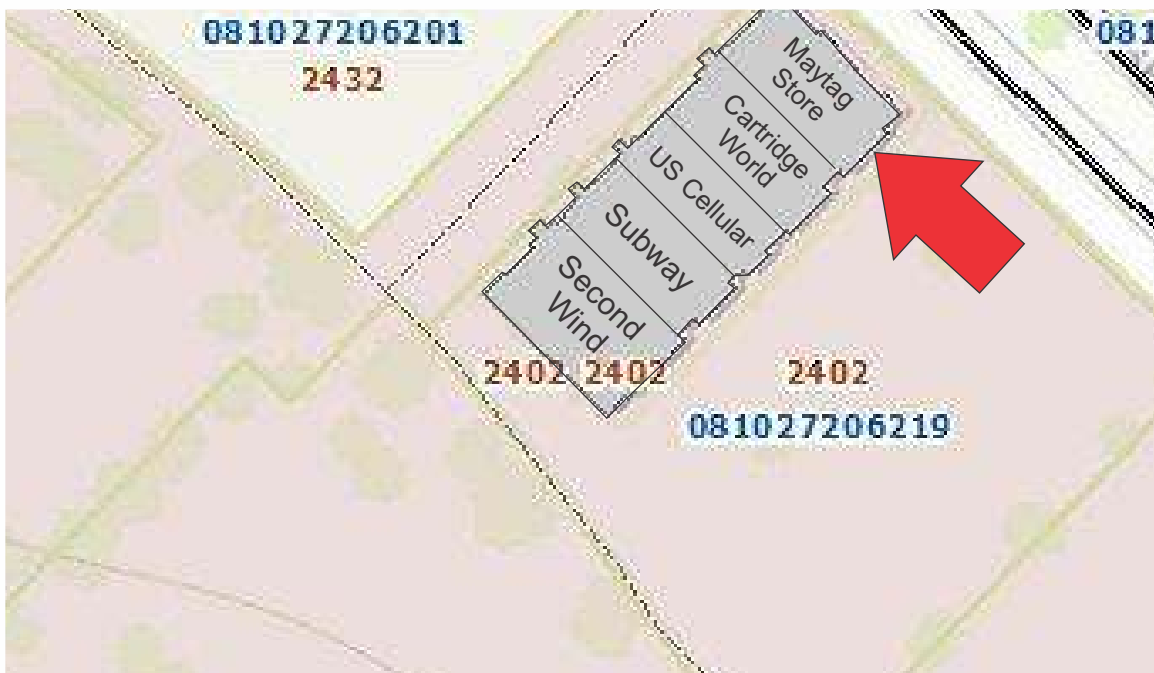 081027206201
2432
081
Maytag
Store
Cartridge
World
US Cellular
Subway
Second
Wind
2402 2402
2402
081027206219